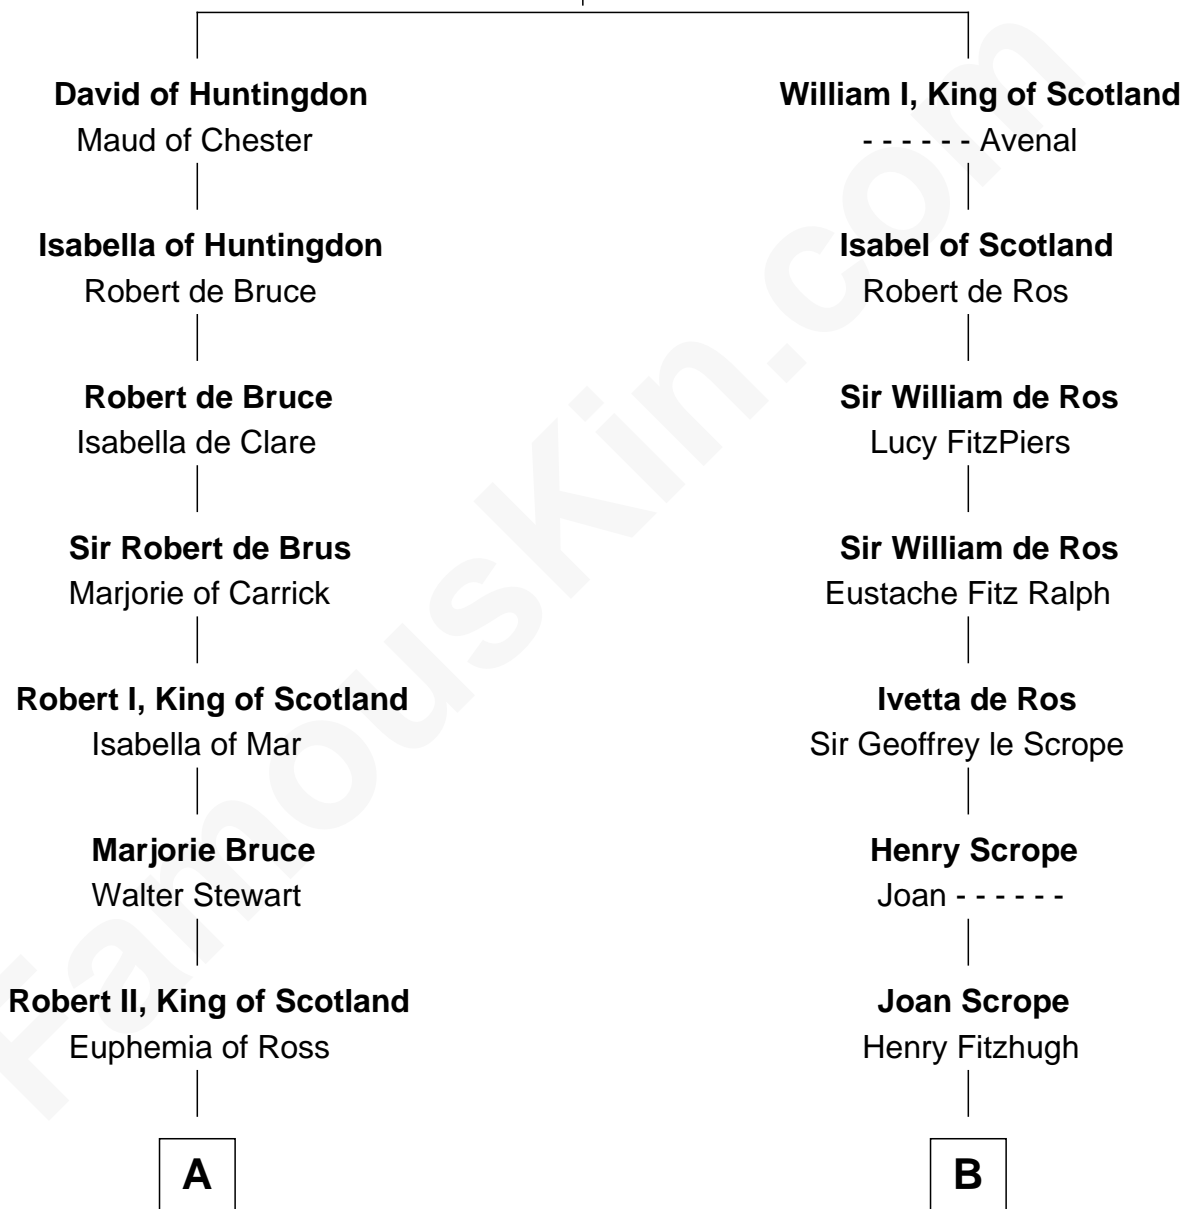 David of Huntingdon
Maud of Chester
William I, King of Scotland
- - - - - - Avenal
Isabella of Huntingdon
Robert de Bruce
Isabel of Scotland
Robert de Ros
Robert de Bruce
Isabella de Clare
Sir William de Ros
Lucy FitzPiers
Sir Robert de Brus
Marjorie of Carrick
Sir William de Ros
Eustache Fitz Ralph
Robert I, King of Scotland
Isabella of Mar
Ivetta de Ros
Sir Geoffrey le Scrope
Marjorie Bruce
Walter Stewart
Henry Scrope
Joan - - - - - -
Robert II, King of Scotland
Euphemia of Ross
Joan Scrope
Henry Fitzhugh
A
B
FamousKin.com